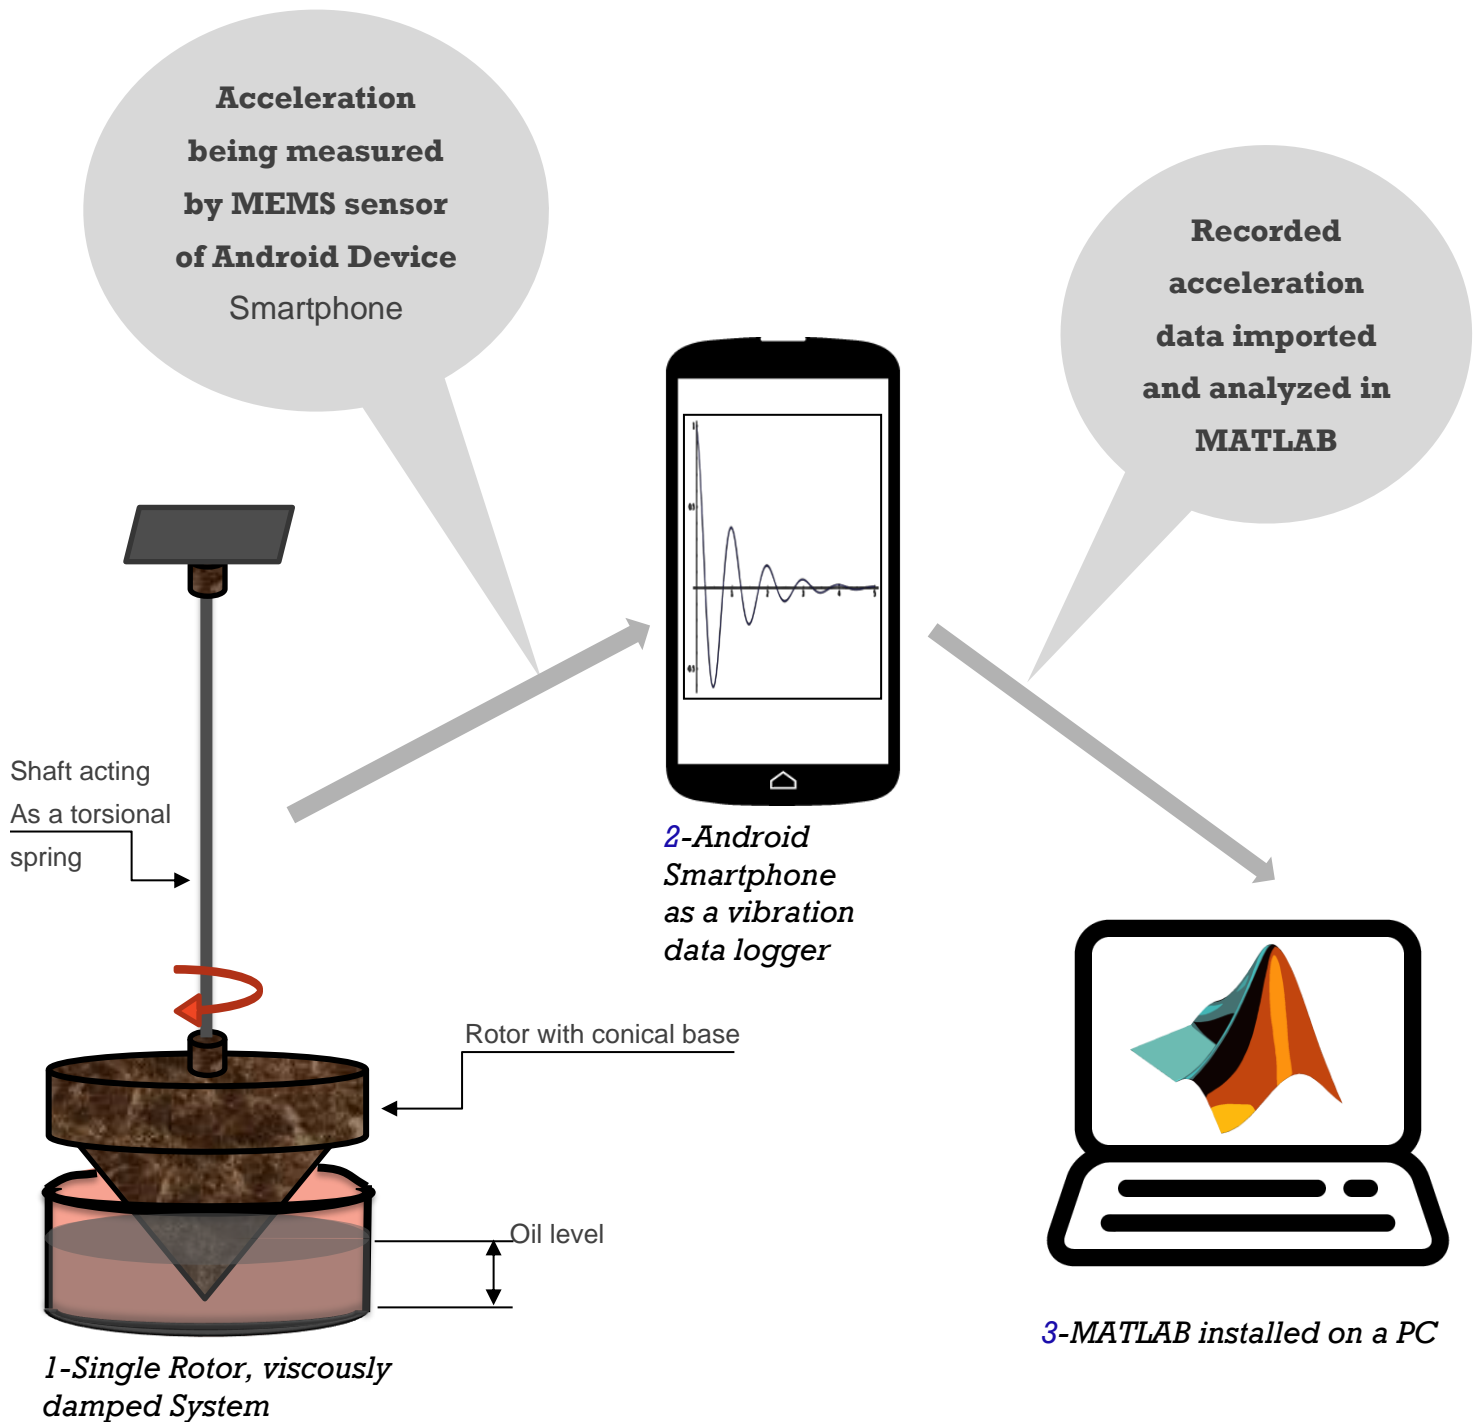 Acceleration
being measured
by MEMS sensor
of Android Device
Smartphone
Recorded
acceleration
data imported
and analyzed in
MATLAB
Shaft acting
As a torsional
spring
2-Android
Smartphone
as a vibration
data logger
Rotor with conical base
Oil level
1-Single Rotor, viscously
damped System
3-MATLAB installed on a PC